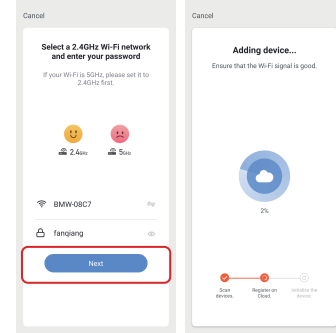 Cancel
Select a 2.4GHz Wi-Fi network
and enter your password
If your Wi-Fi is 5GHz, please set it to
2.4GHz first.
2.4GHz
5GHz
BMW-08C7
fanqiang
Next
Cancel
Adding device...
Ensure that the Wi-Fi signal is good.
2%
Scan
devices.
Register on
Cloud.
Initialize the
device.